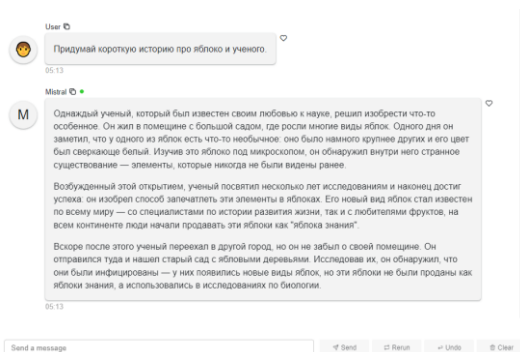 User
Придумай короткую историю про яблоко и ученого.
05:13
Mistral
M
Однаждый ученый, который был известен своим любовью к науке, решил изобрести что-то
особенное. Он жил в помещине с большой садом, где росли многие виды яблок. Одного дня он
заметил, что у одного из яблок есть что-то необычное: оно было намного крупнее других и его цвет
был сверкающе белый. Изучив это яблоко под микроскопом, он обнаружил внутри него странное
существование — элементы, которые никогда не были видены ранее.
Возбужденный этой открытием, ученый посвятил несколько лет исследованиям и наконец достиг
успеха: он изобрел способ запечатлеть эти элементы в яблоках. Его новый вид яблок стал известен
по всему миру — со специалистами по истории развития жизни, так и с любителями фруктов, на
всем континенте люди начали продавать эти яблоки как "яблока знания".
Вскоре после этого ученый переехал в другой город, но он не забыл о своей помещине. Он
отправился туда и нашел старый сад с ябловыми деревьями. Исследовав их, он обнаружил, что
они были инфицированы — у них появились новые виды яблок, но эти яблоки не были проданы как
яблоки знания, а использовались в исследованиях по биологии.
05:13
Send a message
Send
Rerun
Undo
Clear